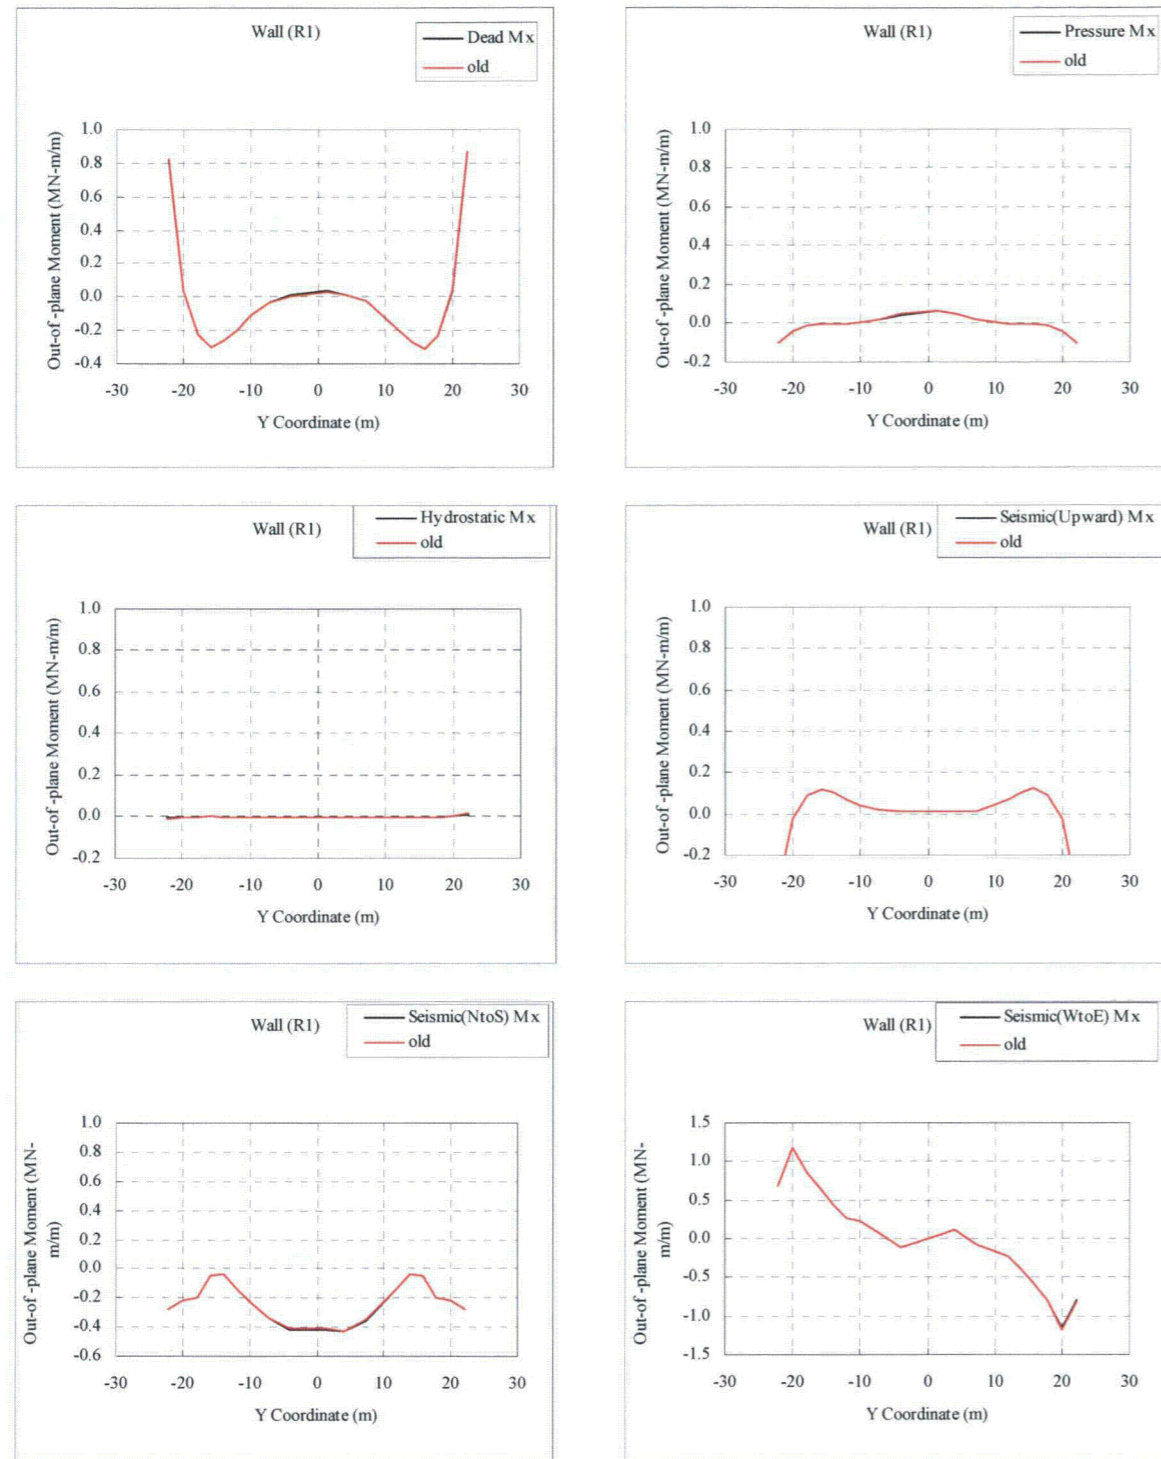 Wall (R1)
Dead Mx
old
Out-of -plane Moment (MN-m/m)
1.0
0.8
0.6
0.4
0.2
0.0
-0.2
-0.4
-30 -20 -10 0 10 20 30
Y Coordinate (m)
Wall (R1)
Pressure Mx
old
Out-of -plane Moment (MN-m/m)
1.0
0.8
0.6
0.4
0.2
0.0
-0.2
-30 -20 -10 0 10 20 30
Y Coordinate (m)
Wall (R1)
Hydrostatic Mx
old
Out-of -plane Moment (MN-m/m)
1.0
0.8
0.6
0.4
0.2
0.0
-0.2
-30 -20 -10 0 10 20 30
Y Coordinate (m)
Wall (R1)
Seismic(Upward) Mx
old
Out-of -plane Moment (MN-m/m)
1.0
0.8
0.6
0.4
0.2
0.0
-0.2
-30 -20 -10 0 10 20 30
Y Coordinate (m)
Wall (R1)
Seismic(NtoS) Mx
old
Out-of -plane Moment (MN-
m/m)
1.0
0.8
0.6
0.4
0.2
0.0
-0.2
-0.4
-0.6
-30 -20 -10 0 10 20 30
Y Coordinate (m)
Wall (R1)
Seismic(WtoE) Mx
old
Out-of -plane Moment (MN-
m/m)
1.5
1.0
0.5
0.0
-0.5
-1.0
-1.5
-30 -20 -10 0 10 20 30
Y Coordinate (m)